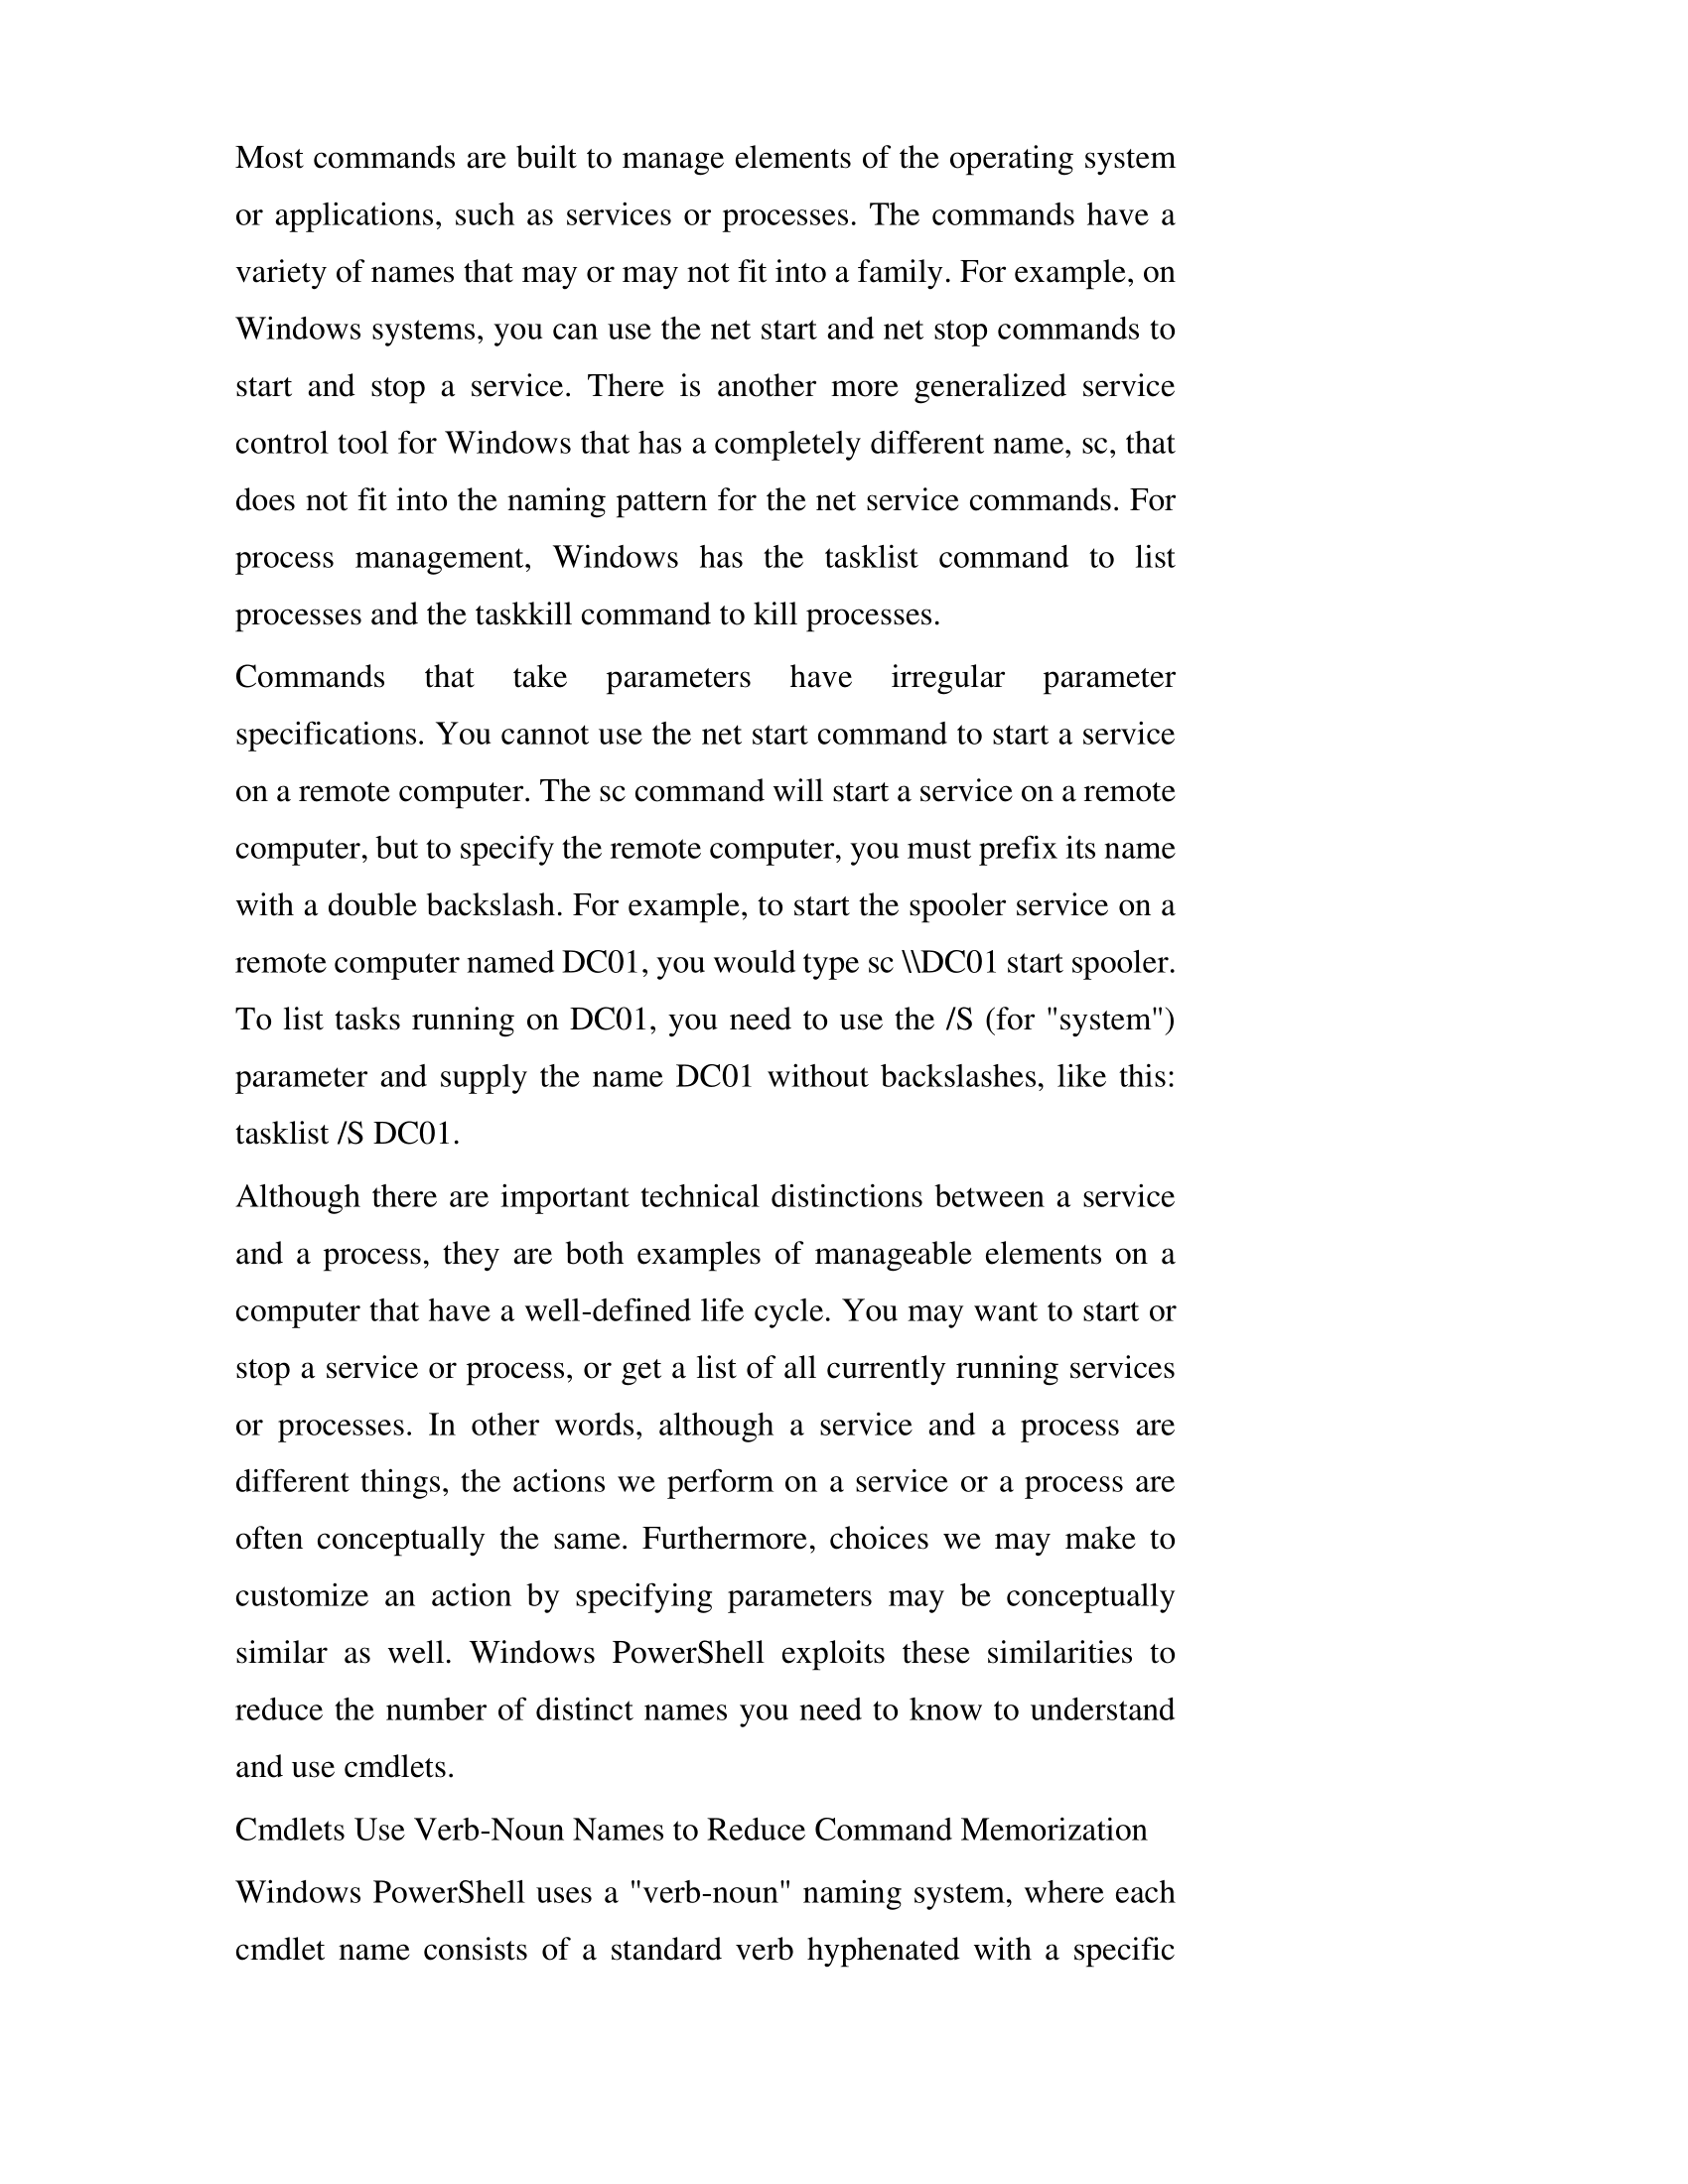 Most commands are built to manage elements of the operating system
or applications, such as services or processes. The commands have a
variety of names that may or may not fit into a family. For example, on
Windows systems, you can use the net start and net stop commands to
start and stop a service. There is another more generalized service
control tool for Windows that has a completely different name, sc, that
does not fit into the naming pattern for the net service commands. For
process management, Windows has the tasklist command to list
processes and the taskkill command to kill processes.
Commands that take parameters have irregular parameter
specifications. You cannot use the net start command to start a service
on a remote computer. The sc command will start a service on a remote
computer, but to specify the remote computer, you must prefix its name
with a double backslash. For example, to start the spooler service on a
remote computer named DC01, you would type sc \\DC01 start spooler.
To list tasks running on DC01, you need to use the /S (for "system")
parameter and supply the name DC01 without backslashes, like this:
tasklist /S DC01.
Although there are important technical distinctions between a service
and a process, they are both examples of manageable elements on a
computer that have a well-defined life cycle. You may want to start or
stop a service or process, or get a list of all currently running services
or processes. In other words, although a service and a process are
different things, the actions we perform on a service or a process are
often conceptually the same. Furthermore, choices we may make to
customize an action by specifying parameters may be conceptually
similar as well. Windows PowerShell exploits these similarities to
reduce the number of distinct names you need to know to understand
and use cmdlets.
Cmdlets Use Verb-Noun Names to Reduce Command Memorization
Windows PowerShell uses a "verb-noun" naming system, where each
cmdlet name consists of a standard verb hyphenated with a specific